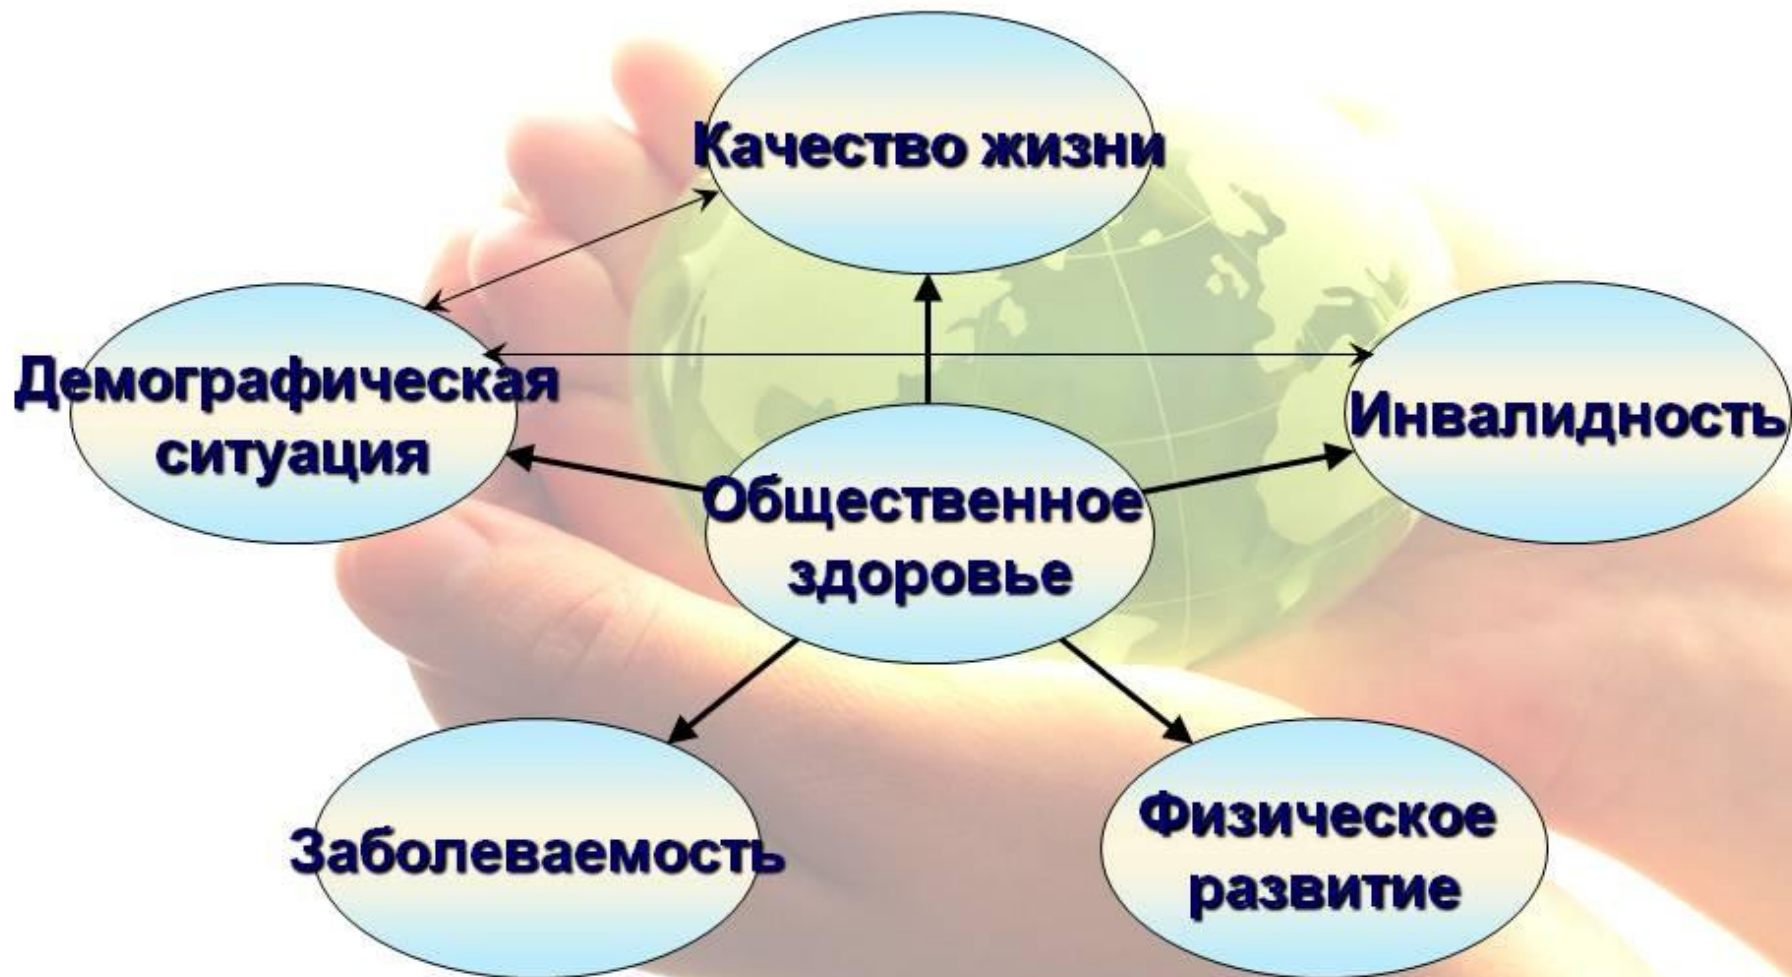 Качество жизни
Демографическая
ситуация
Инвалидность
Общественное
здоровье
Заболеваемость
Физическое
развитие